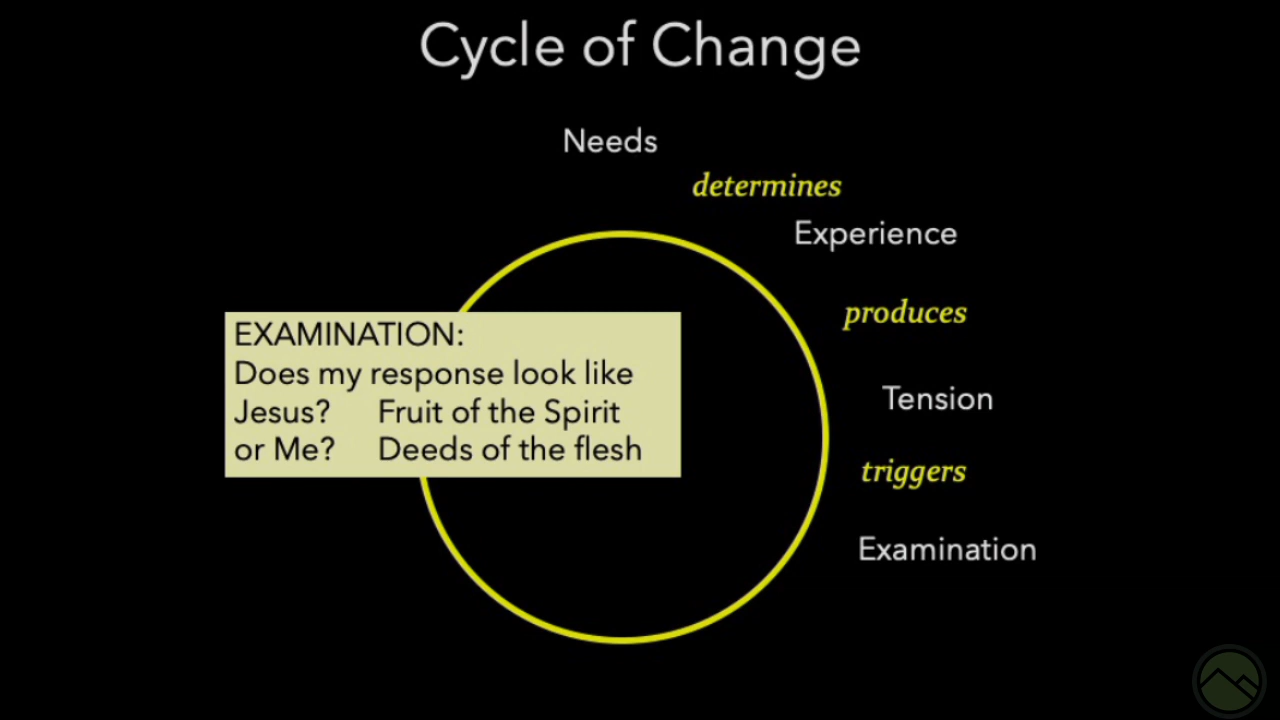 Cycle of Change
Needs
determines
Experience
produces
Tension
triggers
Examination
EXAMINATION:
Does my response look like
Jesus? Fruit of the Spirit
or Me? Deeds of the flesh